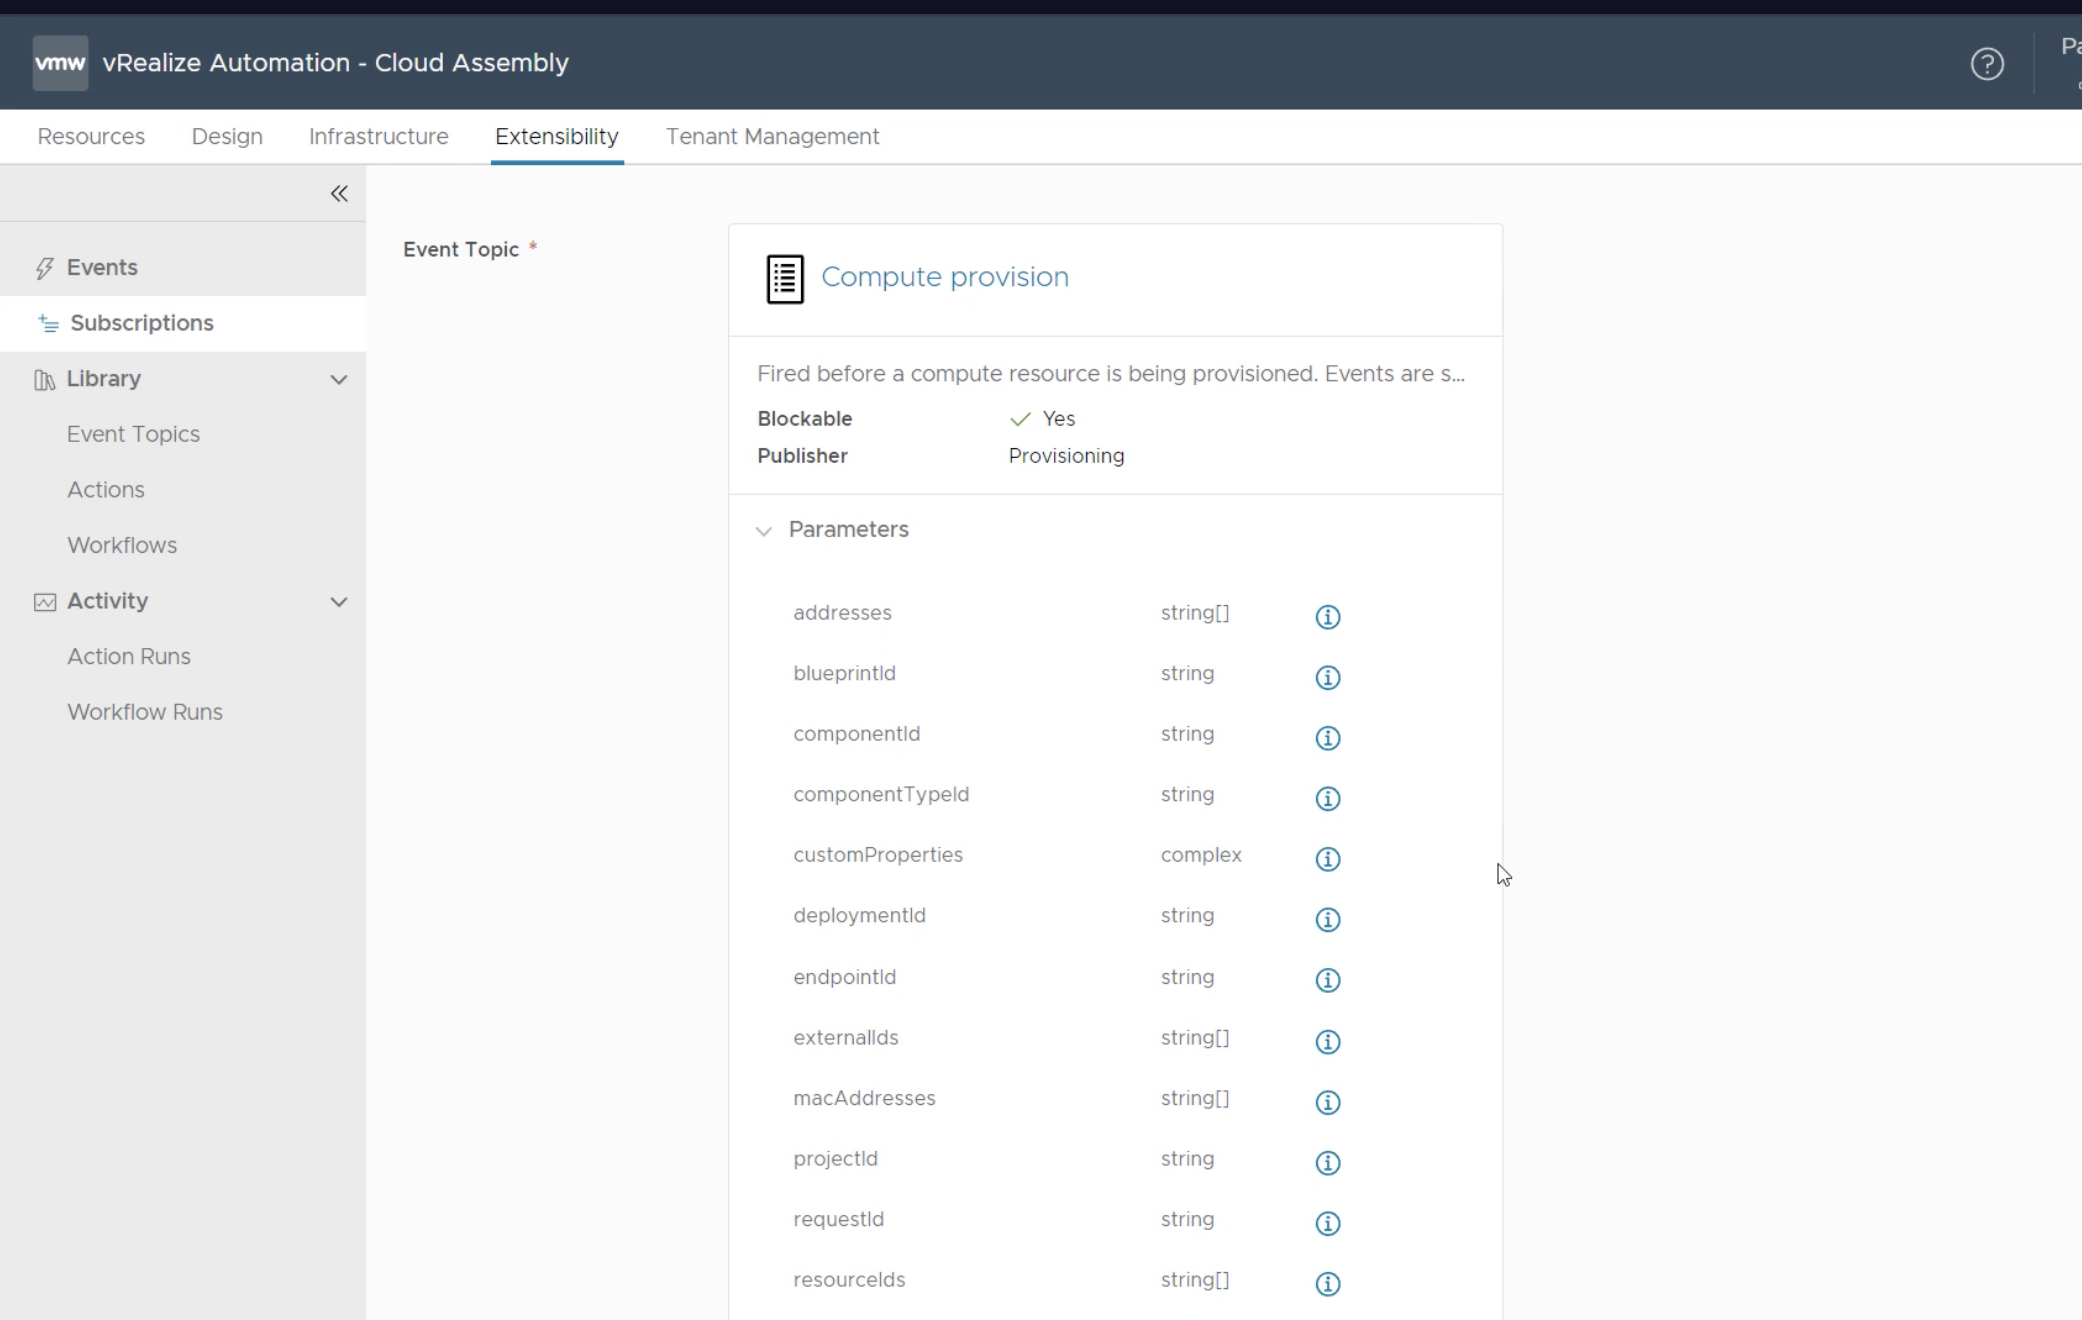 vmw vRealize Automation - Cloud Assembly
Resources Design Infrastructure Extensibility Tenant Management
Events
Subscriptions
Library
Event Topics
Actions
Workflows
Activity
Action Runs
Workflow Runs
Event Topic *
Compute provision
Fired before a compute resource is being provisioned. Events are s...
Blockable Yes
Publisher Provisioning
Parameters
addresses string[]
blueprintId string
componentId string
componentTypeId string
customProperties complex
deploymentId string
endpointId string
externalIds string[]
macAddresses string[]
projectId string
requestId string
resourceIds string[]